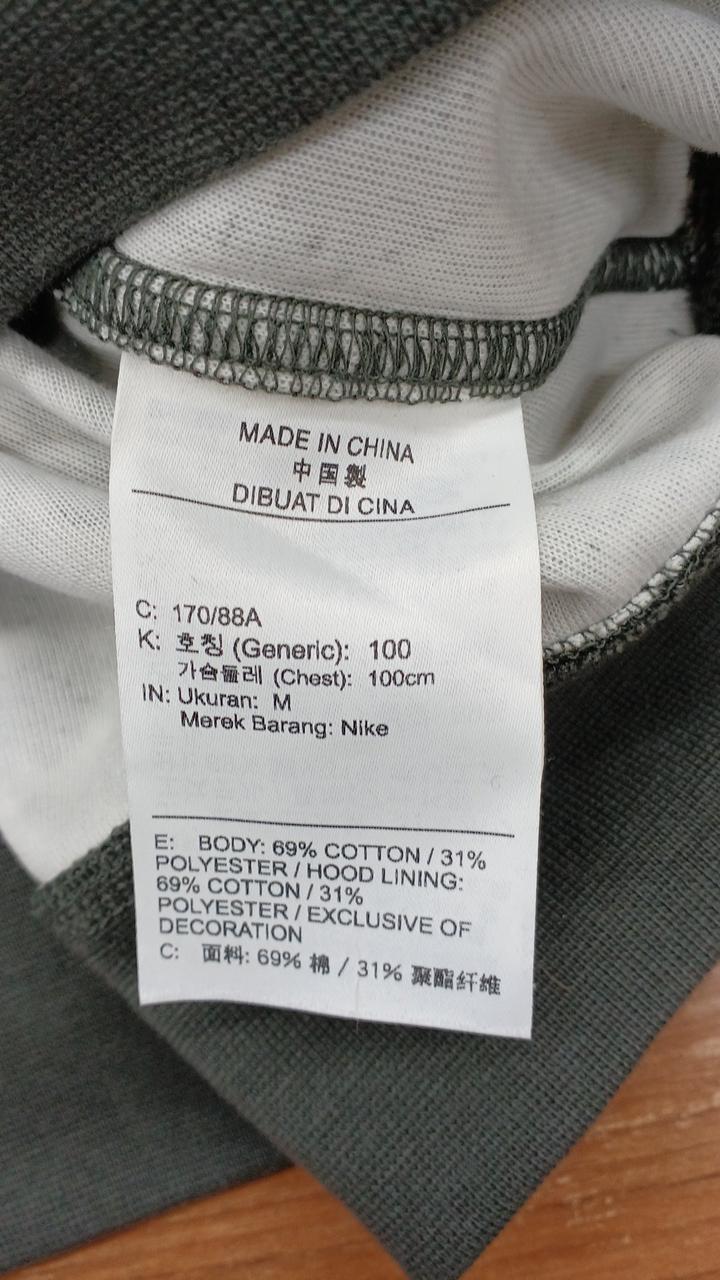 MADE IN CHINA
中国製
DIBUAT DI CINA
C: 170/88A
K: 호칭 (Generic): 100
가슴둘레 (Chest): 100cm
IN: Ukuran: M
Merek Barang: Nike
E: BODY: 69% COTTON / 31%
POLYESTER / HOOD LINING:
69% COTTON / 31%
POLYESTER / EXCLUSIVE OF
DECORATION
C: 面料: 69% 棉 / 31% 聚酯纤维